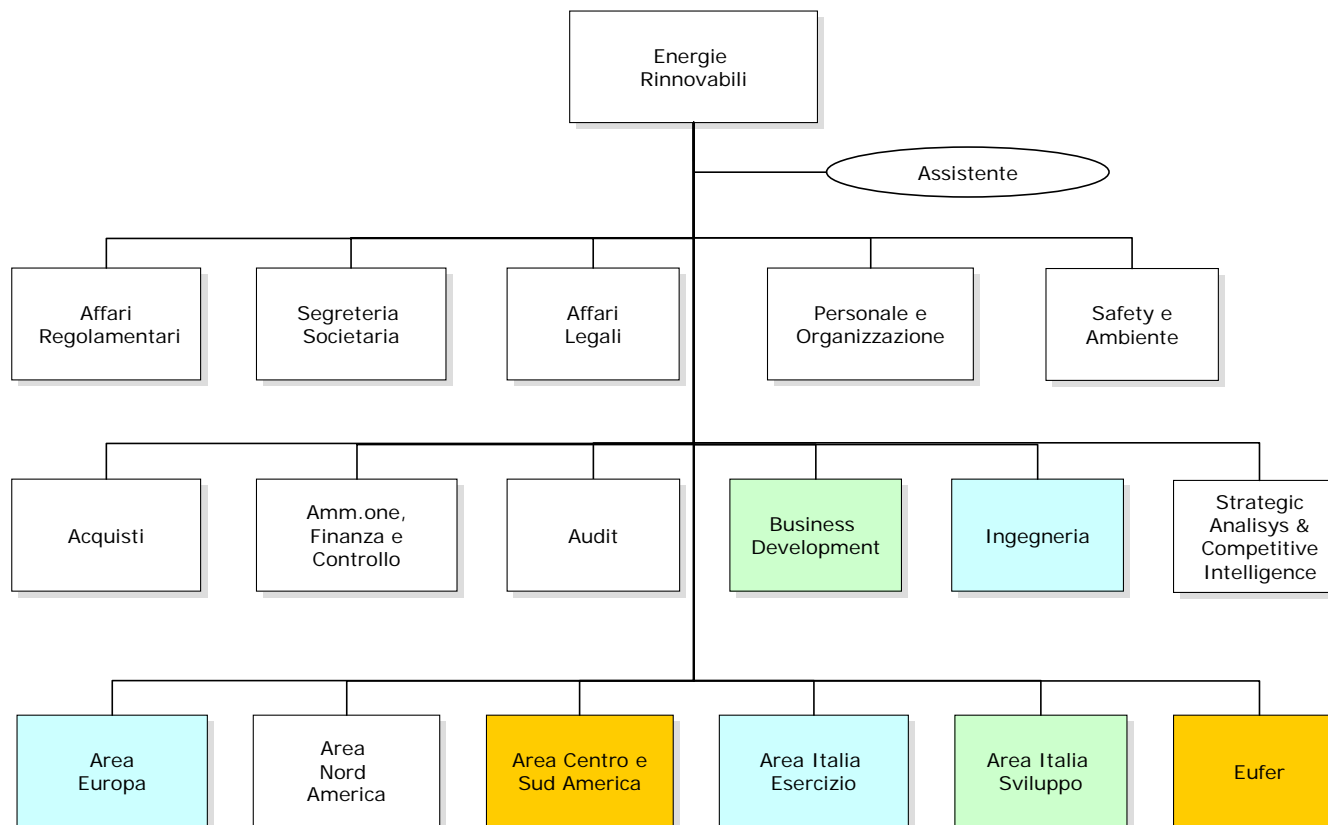 Energie
Rinnovabili
Assistente
Affari
Regolamentari
Segreteria
Societaria
Affari
Legali
Personale e
Organizzazione
Safety e
Ambiente
Acquisti
Amm.one,
Finanza e
Controllo
Audit
Business
Development
Ingegneria
Strategic
Analisys &
Competitive
Intelligence
Area
Europa
Area
Nord
America
Area Centro e
Sud America
Area Italia
Esercizio
Area Italia
Sviluppo
Eufer